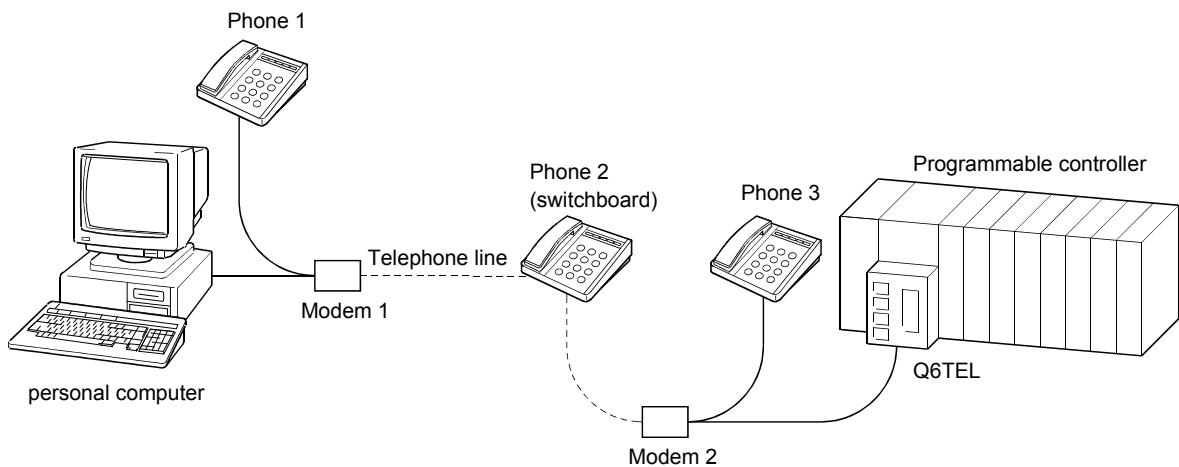 Phone 1
Phone 2
(switchboard)
Phone 3
Programmable controller
Telephone line
Modem 1
Q6TEL
personal computer
Modem 2